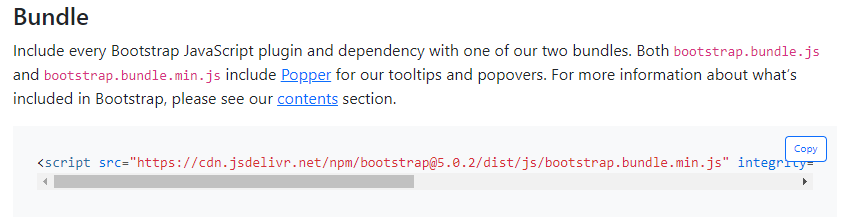 Bundle
Include every Bootstrap JavaScript plugin and dependency with one of our two bundles. Both bootstrap.bundle.js
and bootstrap.bundle.min.js include Popper for our tooltips and popovers. For more information about what’s
included in Bootstrap, please see our contents section.
Copy
<script src="https://cdn.jsdelivr.net/npm/bootstrap@5.0.2/dist/js/bootstrap.bundle.min.js" integrity=